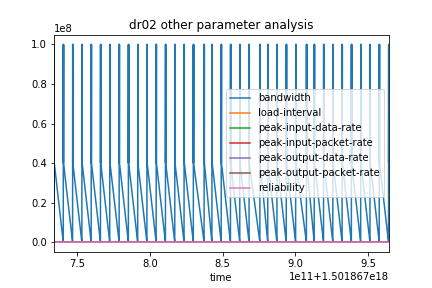 dr02 other parameter analysis
1e8
1.0
0.8
0.6
0.4
0.2
0.0
bandwidth
load-interval
peak-input-data-rate
peak-input-packet-rate
peak-output-data-rate
peak-output-packet-rate
reliability
7.5 8.0 8.5 9.0 9.5
time
1e11+1.501867e18